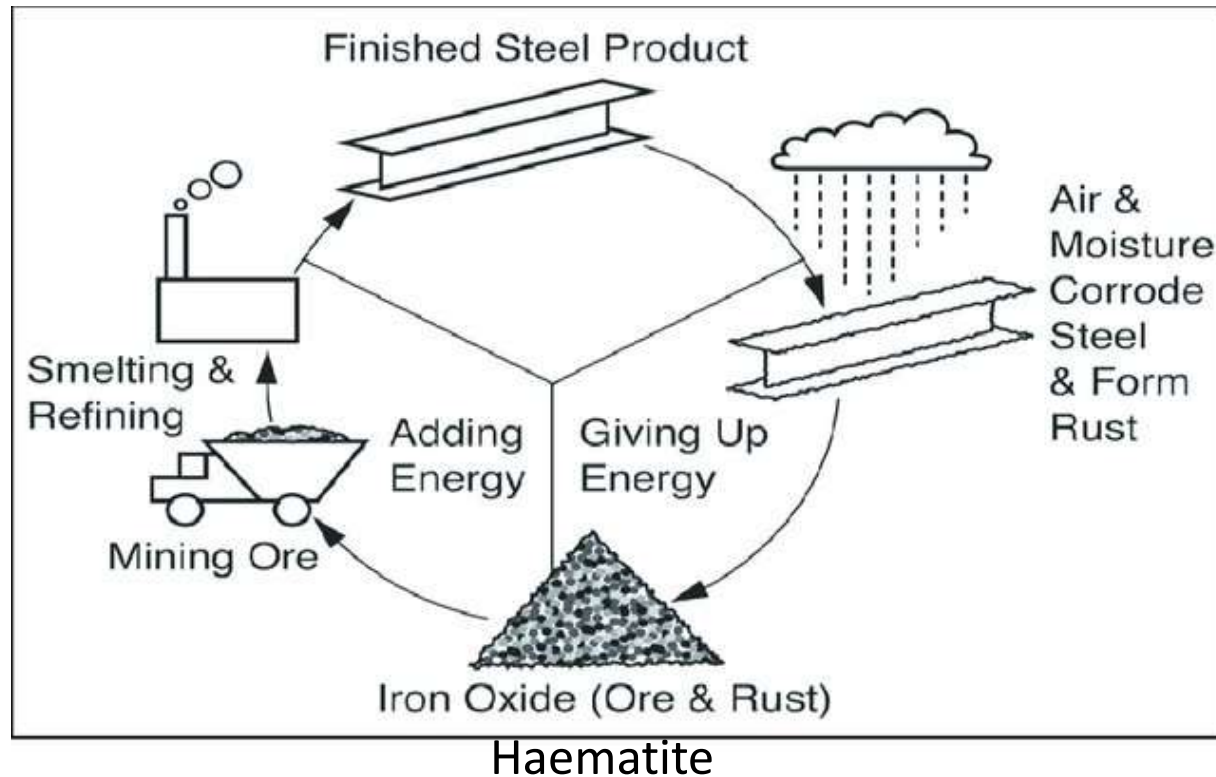 Finished Steel Product
Air &
Moisture
Corrode
Steel
& Form
Rust
Smelting &
Refining
Adding
Energy
Giving Up
Energy
Mining Ore
Iron Oxide (Ore & Rust)
Haematite